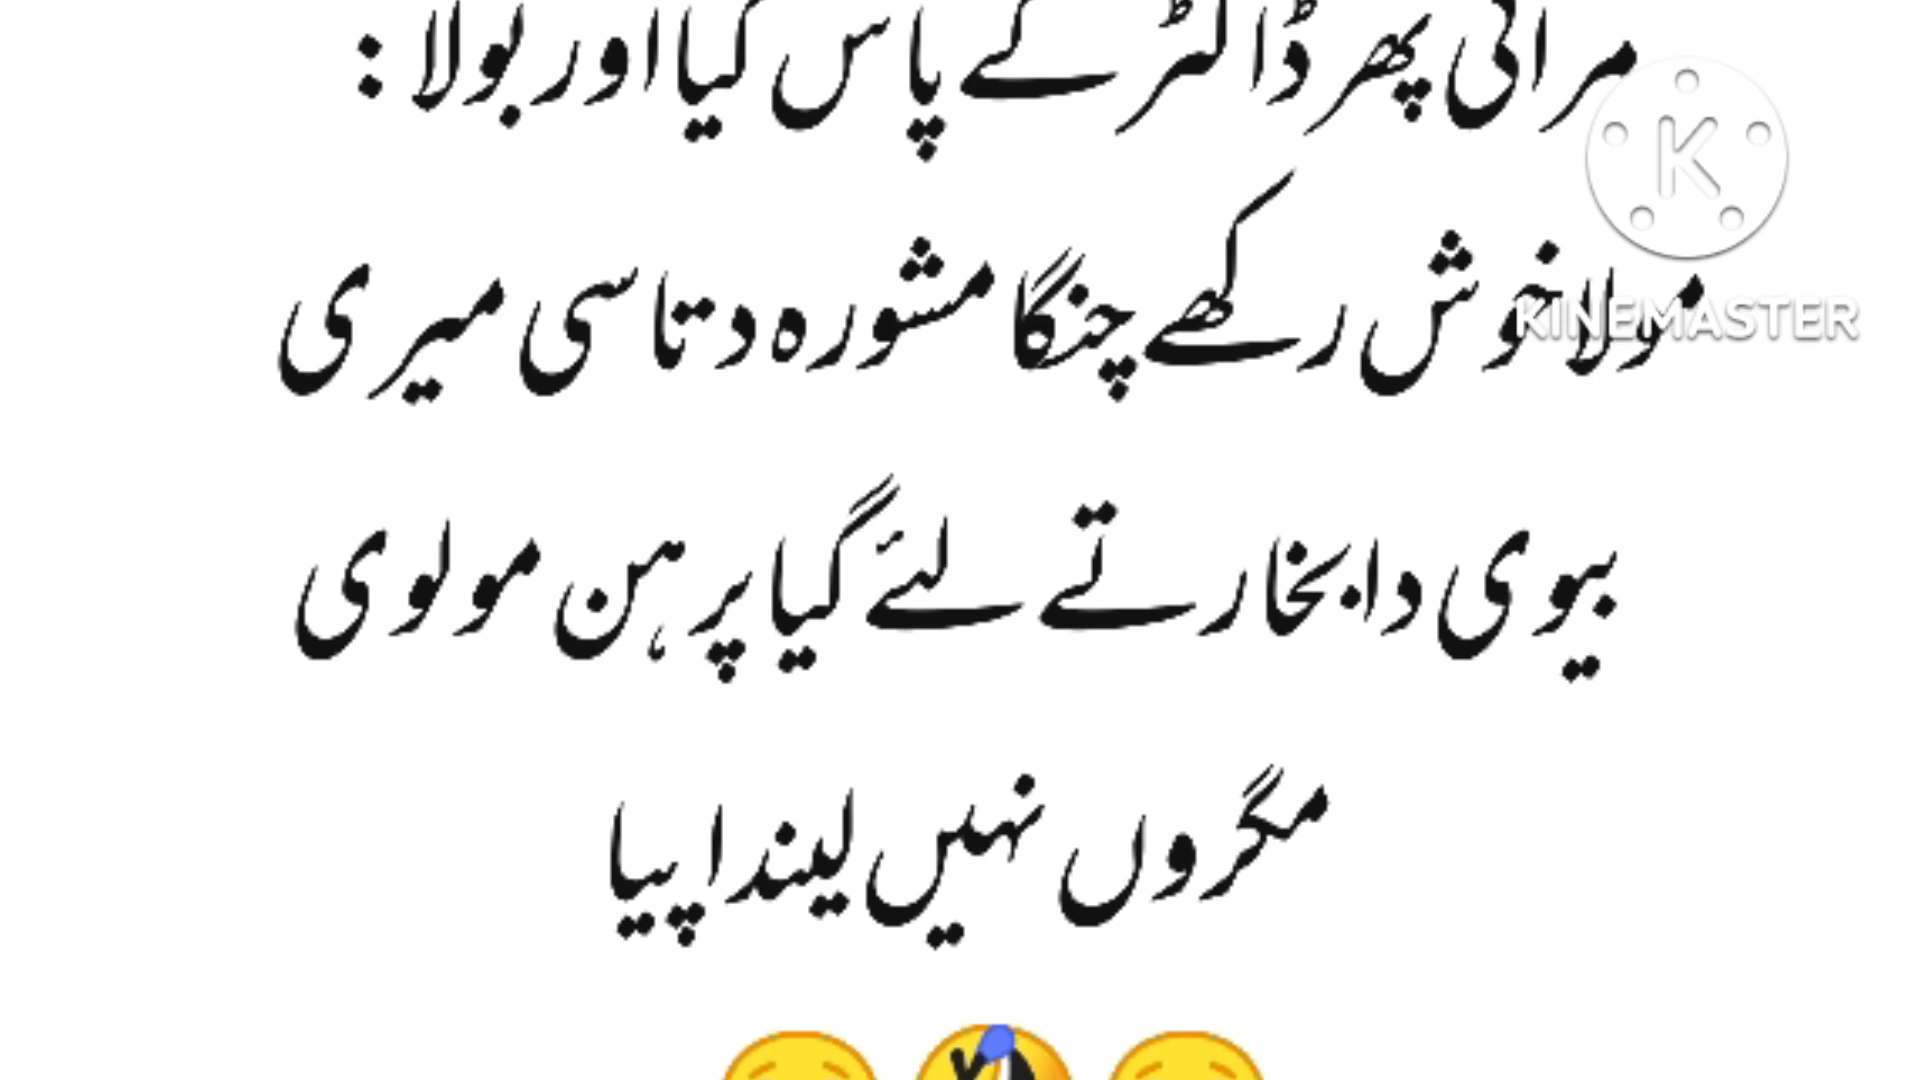 مراثی پھر ڈاکٹر کے پاس گیا اور بولا :
مولا خوش رکھے چنگا مشورہ دتا سی میری
بیوی دا بخار تے لئے گیا پر ہن مولوی
مگروں نہیں لیندا پیا
KINEMASTER